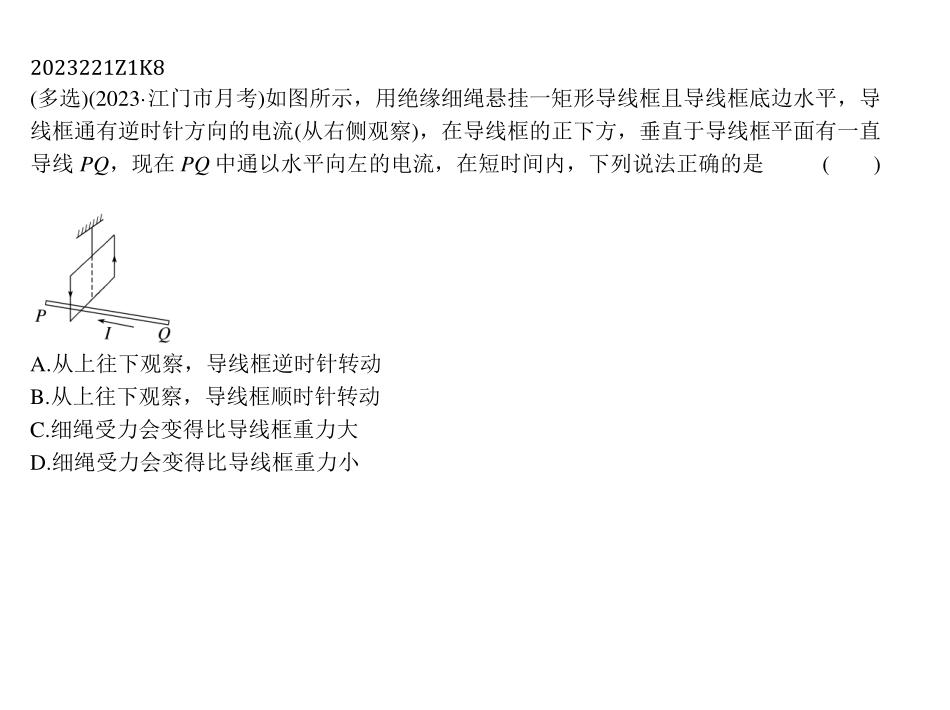 2023221Z1K8
(多选)(2023·江门市月考)如图所示，用绝缘细绳悬挂一矩形导线框且导线框底边水平，导
线框通有逆时针方向的电流(从右侧观察)，在导线框的正下方，垂直于导线框平面有一直
导线 PQ，现在 PQ 中通以水平向左的电流，在短时间内，下列说法正确的是 (  )
P
I
Q
A.从上往下观察，导线框逆时针转动
B.从上往下观察，导线框顺时针转动
C.细绳受力会变得比导线框重力大
D.细绳受力会变得比导线框重力小